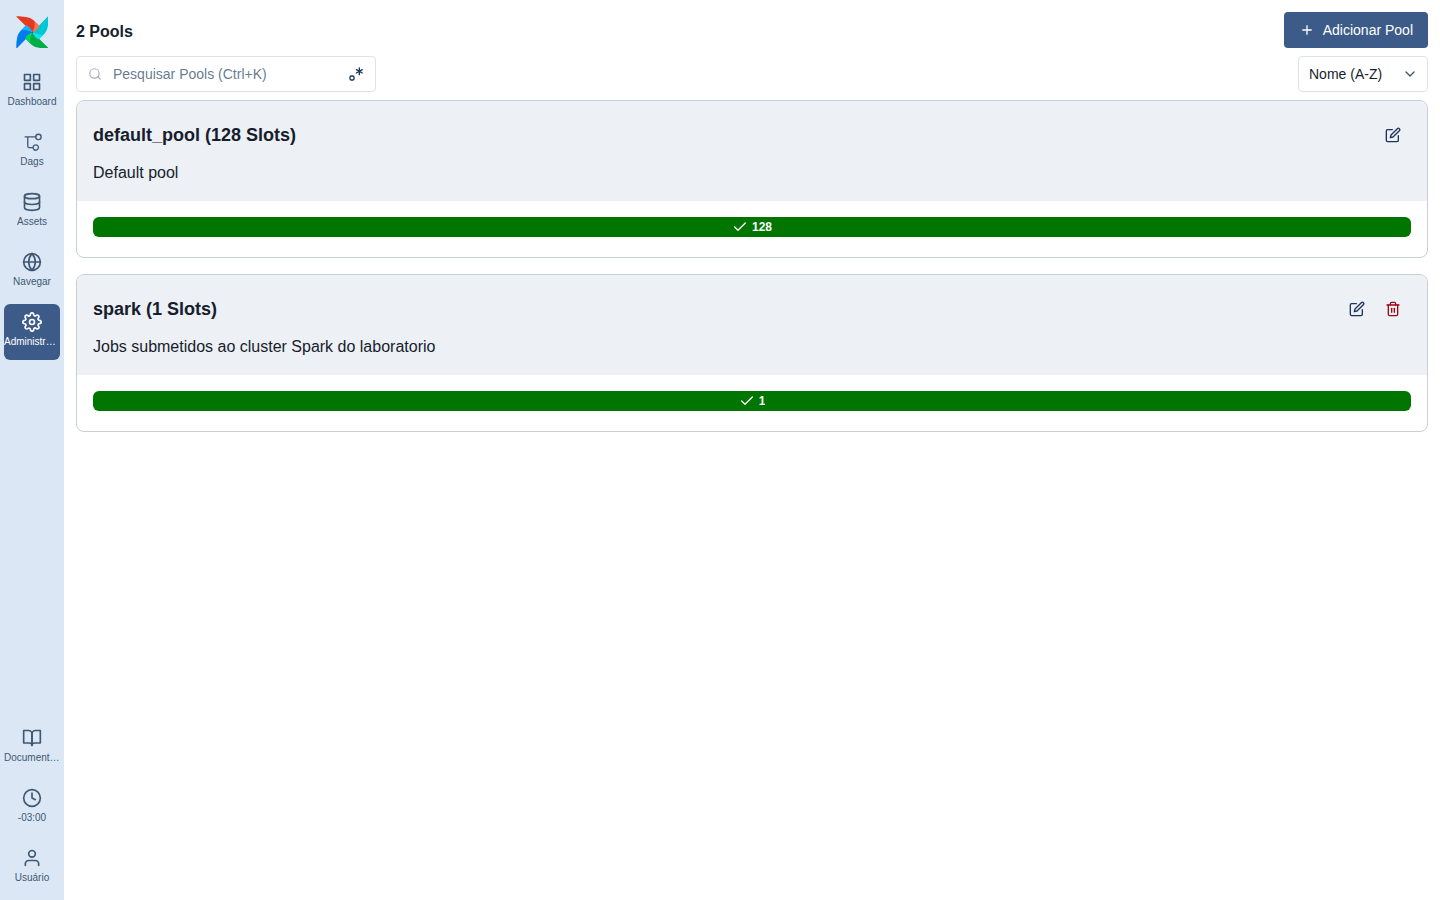 2 Pools
Adicionar Pool
Pesquisar Pools (Ctrl+K)
Nome (A-Z)
default_pool (128 Slots)
Default pool
128
spark (1 Slots)
Jobs submetidos ao cluster Spark do laboratorio
1
Dashboard
Dags
Assets
Navegar
Administr...
Document...
-03:00
Usuário